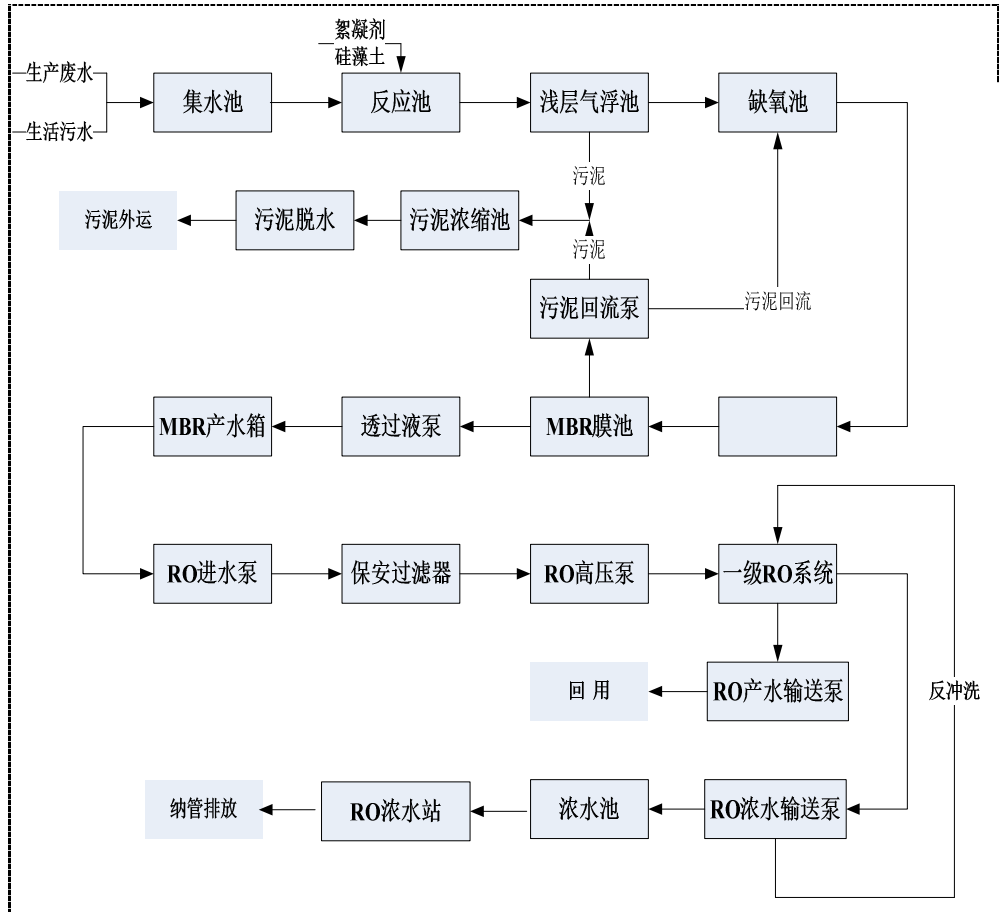 絮凝剂
硅藻土
生产废水
生活污水
集水池
反应池
浅层气浮池
缺氧池
污泥
污泥外运
污泥脱水
污泥浓缩池
污泥
污泥回流泵
污泥回流
MBR产水箱
透过液泵
MBR膜池
RO进水泵
保安过滤器
RO高压泵
一级RO系统
回 用
RO产水输送泵
反冲洗
纳管排放
RO浓水站
浓水池
RO浓水输送泵